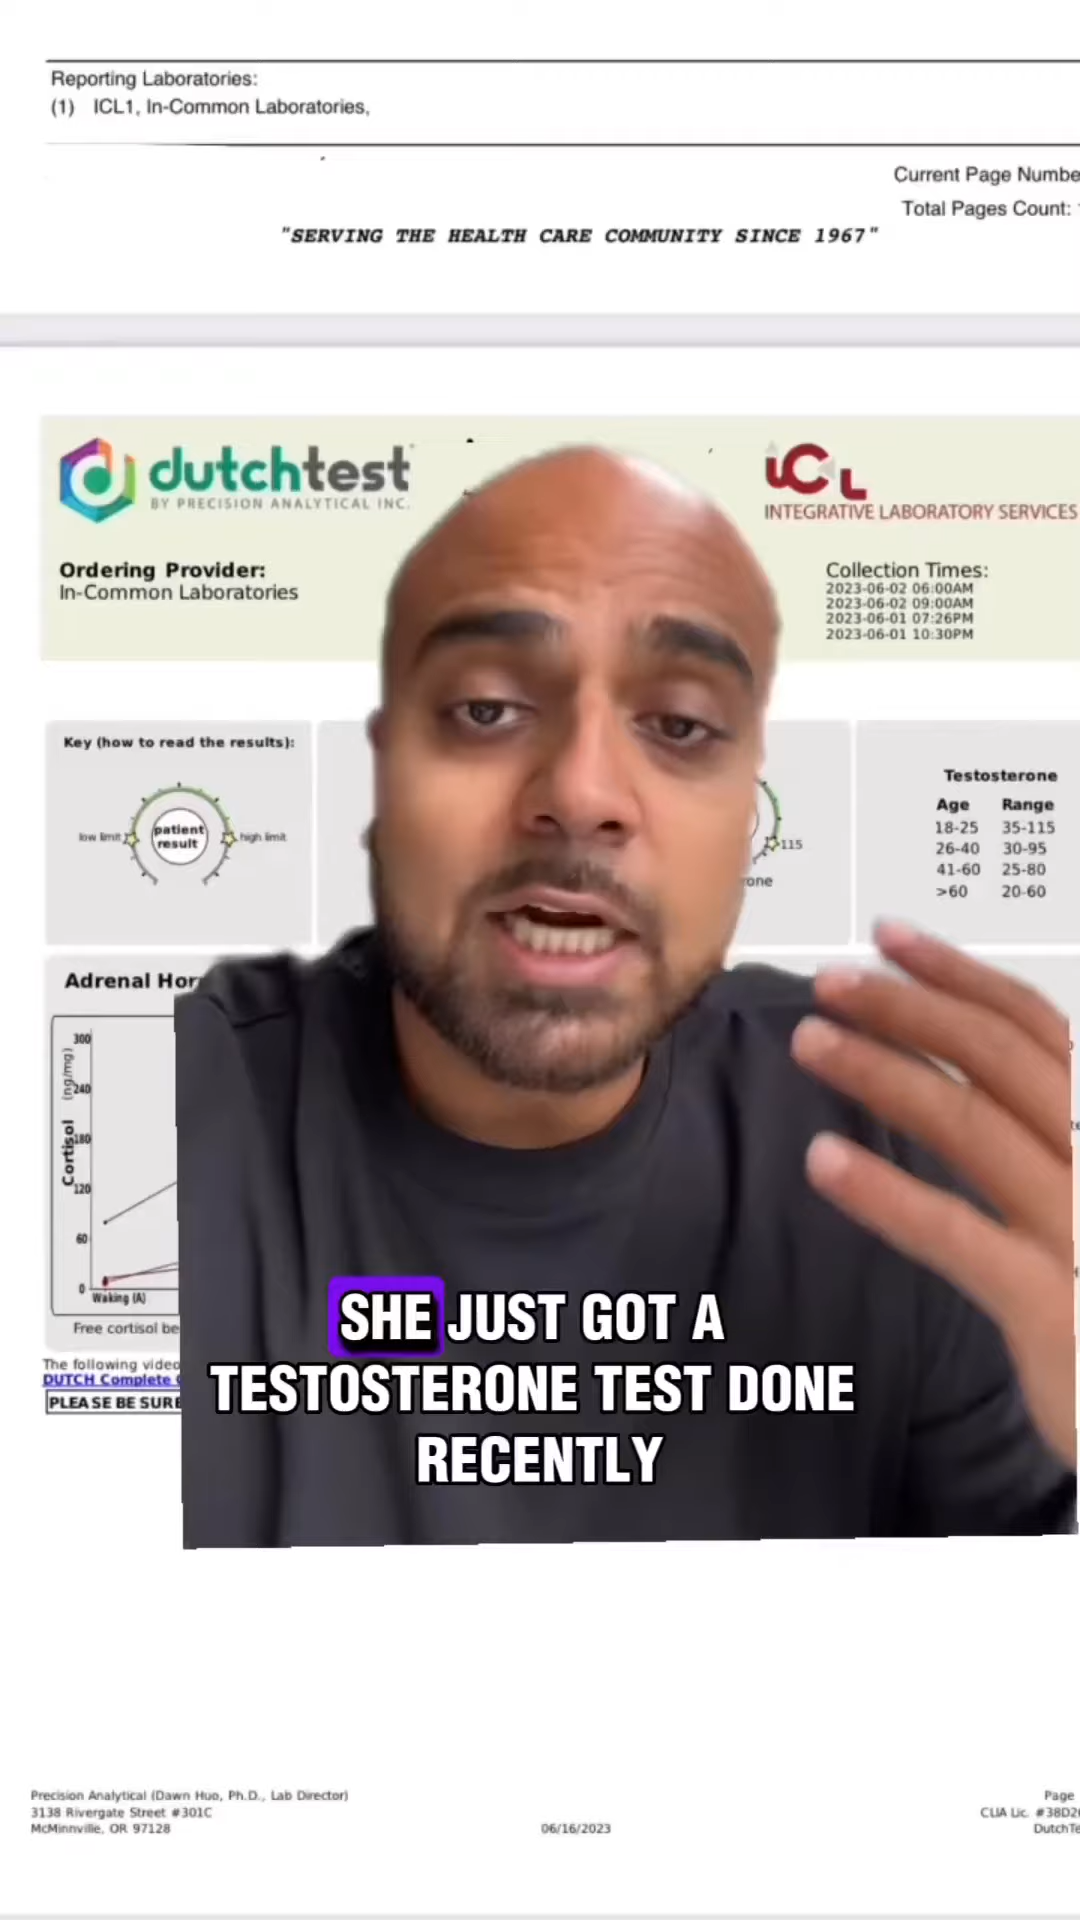 Reporting Laboratories:
(1) ICL1, In-Common Laboratories,
Current Page Numbe
Total Pages Count:
"SERVING THE HEALTH CARE COMMUNITY SINCE 1967"
dutchtest
BY PRECISION ANALYTICAL INC.
ICL
INTEGRATIVE LABORATORY SERVICES
Ordering Provider:
In-Common Laboratories
Collection Times:
2023-06-02 06:00AM
2023-06-02 09:00AM
2023-06-01 07:26PM
2023-06-01 10:30PM
Key (how to read the results):
low limit
patient
result
high limit
115
one
Testosterone
Age Range
18-25 35-115
26-40 30-95
41-60 25-80
>60 20-60
Adrenal Hor
Cortisol (ng/mg)
300
240
180
120
60
0
Waking (A)
Free cortisol be
The following video
DUTCH Complete
PLEASE BE SURE
SHE JUST GOT A
TESTOSTERONE TEST DONE
RECENTLY
Precision Analytical (Dawn Huo, Ph.D., Lab Director)
3138 Rivergate Street #301C
McMinnville, OR 97128
06/16/2023
Page
CLIA Lic. #38D2
DutchTe